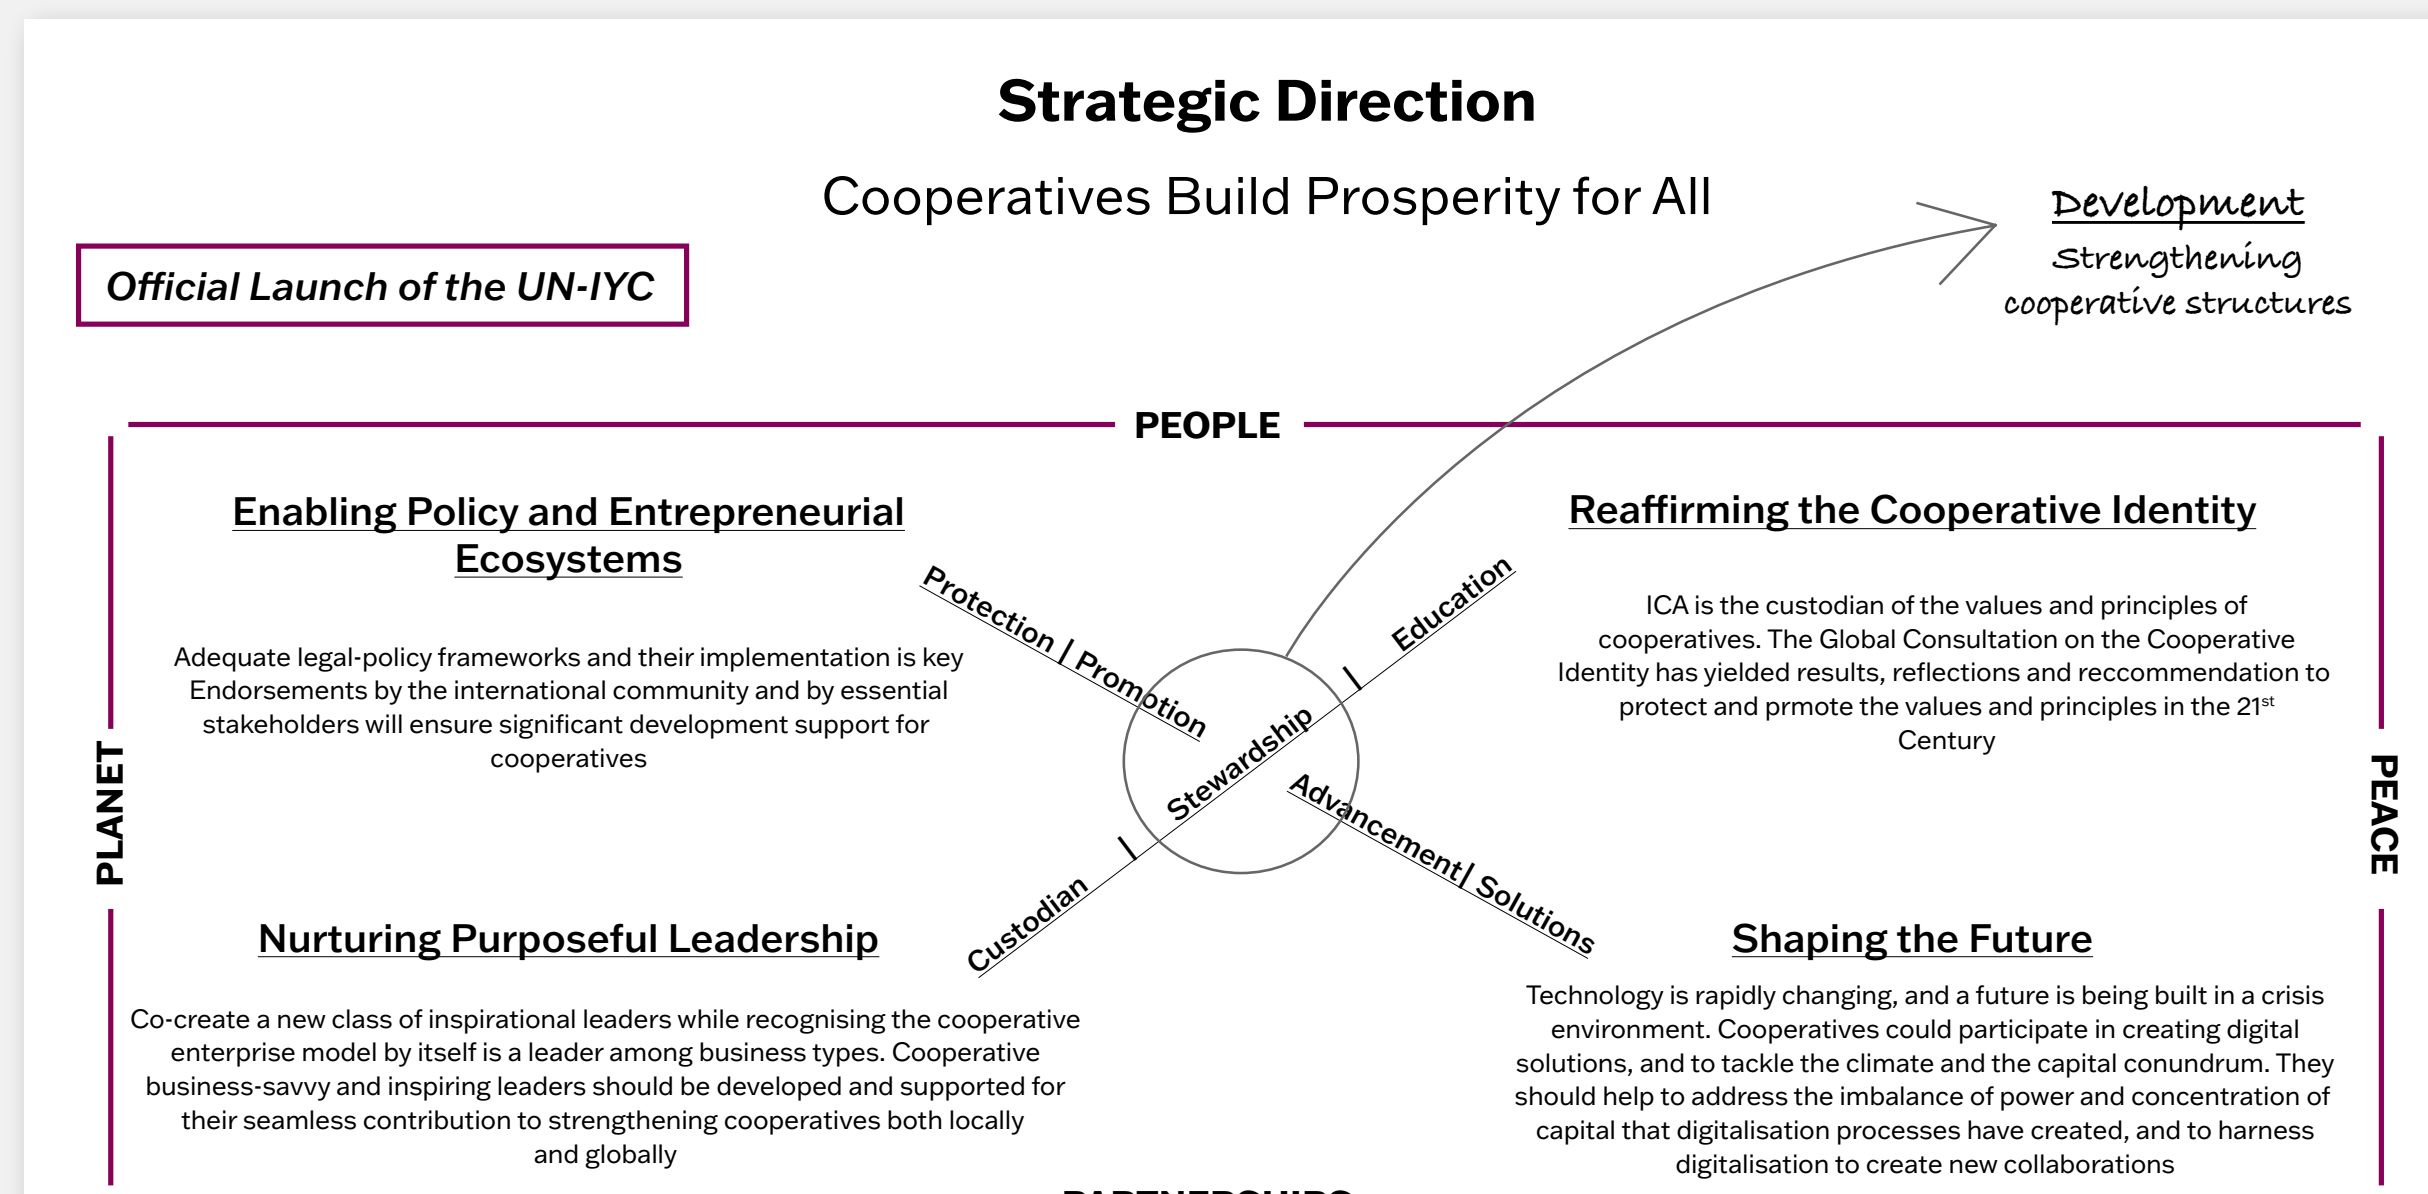 Strategic Direction
Cooperatives Build Prosperity for All
Development
Strengthening
cooperative structures
Official Launch of the UN-IYC
PEOPLE
Enabling Policy and Entrepreneurial
Ecosystems
Adequate legal-policy frameworks and their implementation is key
Endorsements by the international community and by essential
stakeholders will ensure significant development support for
cooperatives
Protection | Promotion
Education
|
Stewardship
|
Custodian
Advancement| Solutions
Reaffirming the Cooperative Identity
ICA is the custodian of the values and principles of
cooperatives. The Global Consultation on the Cooperative
Identity has yielded results, reflections and reccommendation to
protect and prmote the values and principles in the 21st
Century
PLANET
PEACE
Nurturing Purposeful Leadership
Co-create a new class of inspirational leaders while recognising the cooperative
enterprise model by itself is a leader among business types. Cooperative
business-savvy and inspiring leaders should be developed and supported for
their seamless contribution to strengthening cooperatives both locally
and globally
Shaping the Future
Technology is rapidly changing, and a future is being built in a crisis
environment. Cooperatives could participate in creating digital
solutions, and to tackle the climate and the capital conundrum. They
should help to address the imbalance of power and concentration of
capital that digitalisation processes have created, and to harness
digitalisation to create new collaborations
PARTNERSHIPS